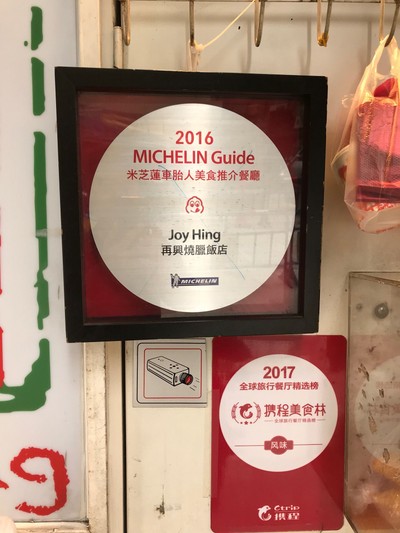 2016
MICHELIN Guide
米芝蓮車胎人美食推介餐廳
Joy Hing
再興燒臘飯店
MICHELIN
2017
全球旅行餐厅精选榜
携程美食林
全球旅行餐厅精选榜
风味
Ctrip
携程